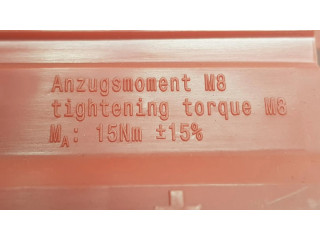 Anzugsmoment M8
tightening torque M8
MA: 15Nm ±15%